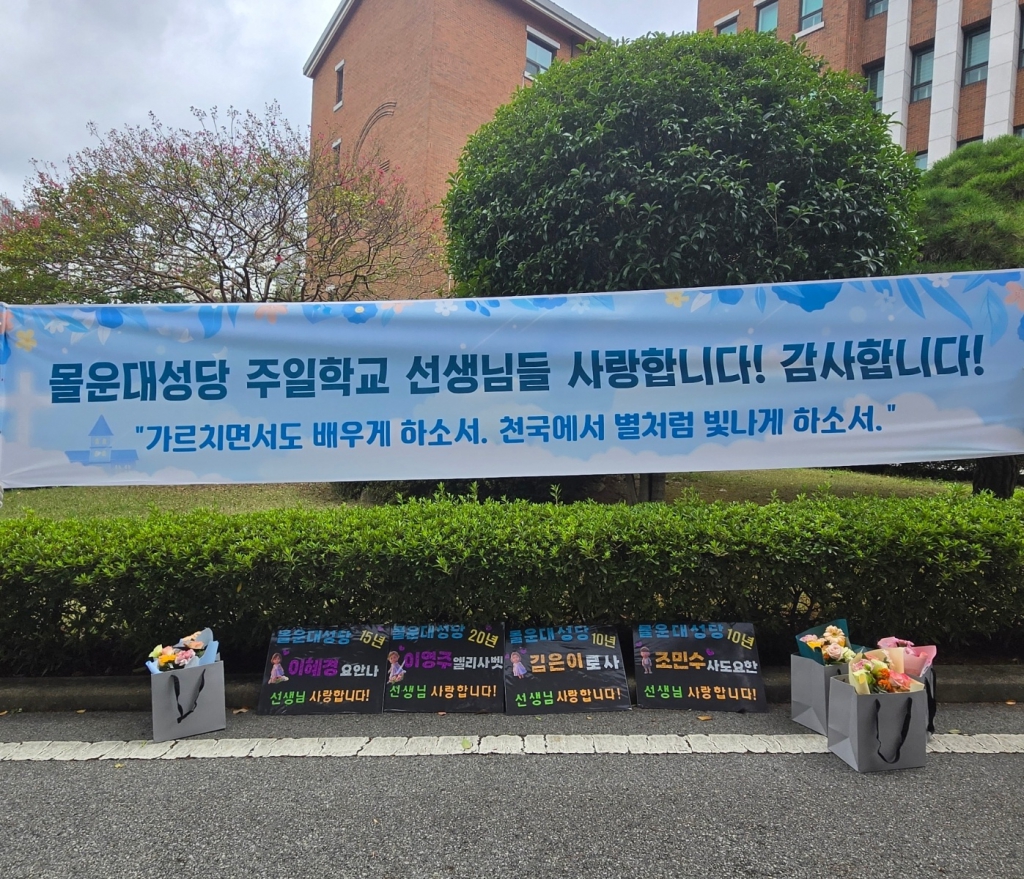 몰운대성당 주일학교 선생님들 사랑합니다! 감사합니다!
"가르치면서도 배우게 하소서. 천국에서 별처럼 빛나게 하소서."
몰운대성당 15년
이혜경 요안나
선생님 사랑합니다!
몰운대성당 20년
이영주 엘리사벳
선생님 사랑합니다!
몰운대성당 10년
김은이 로사
선생님 사랑합니다!
몰운대성당 10년
조민수 사도요한
선생님 사랑합니다!